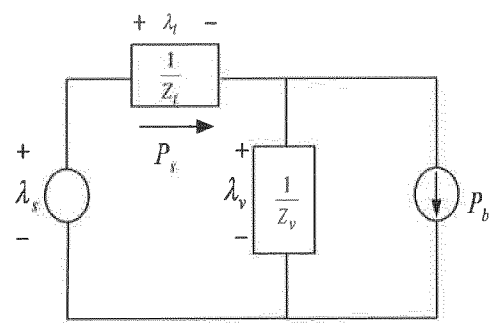 + λ_t −
1/Z_t
P_s
+ λ_s −
+ λ_v −
1/Z_v
P_b